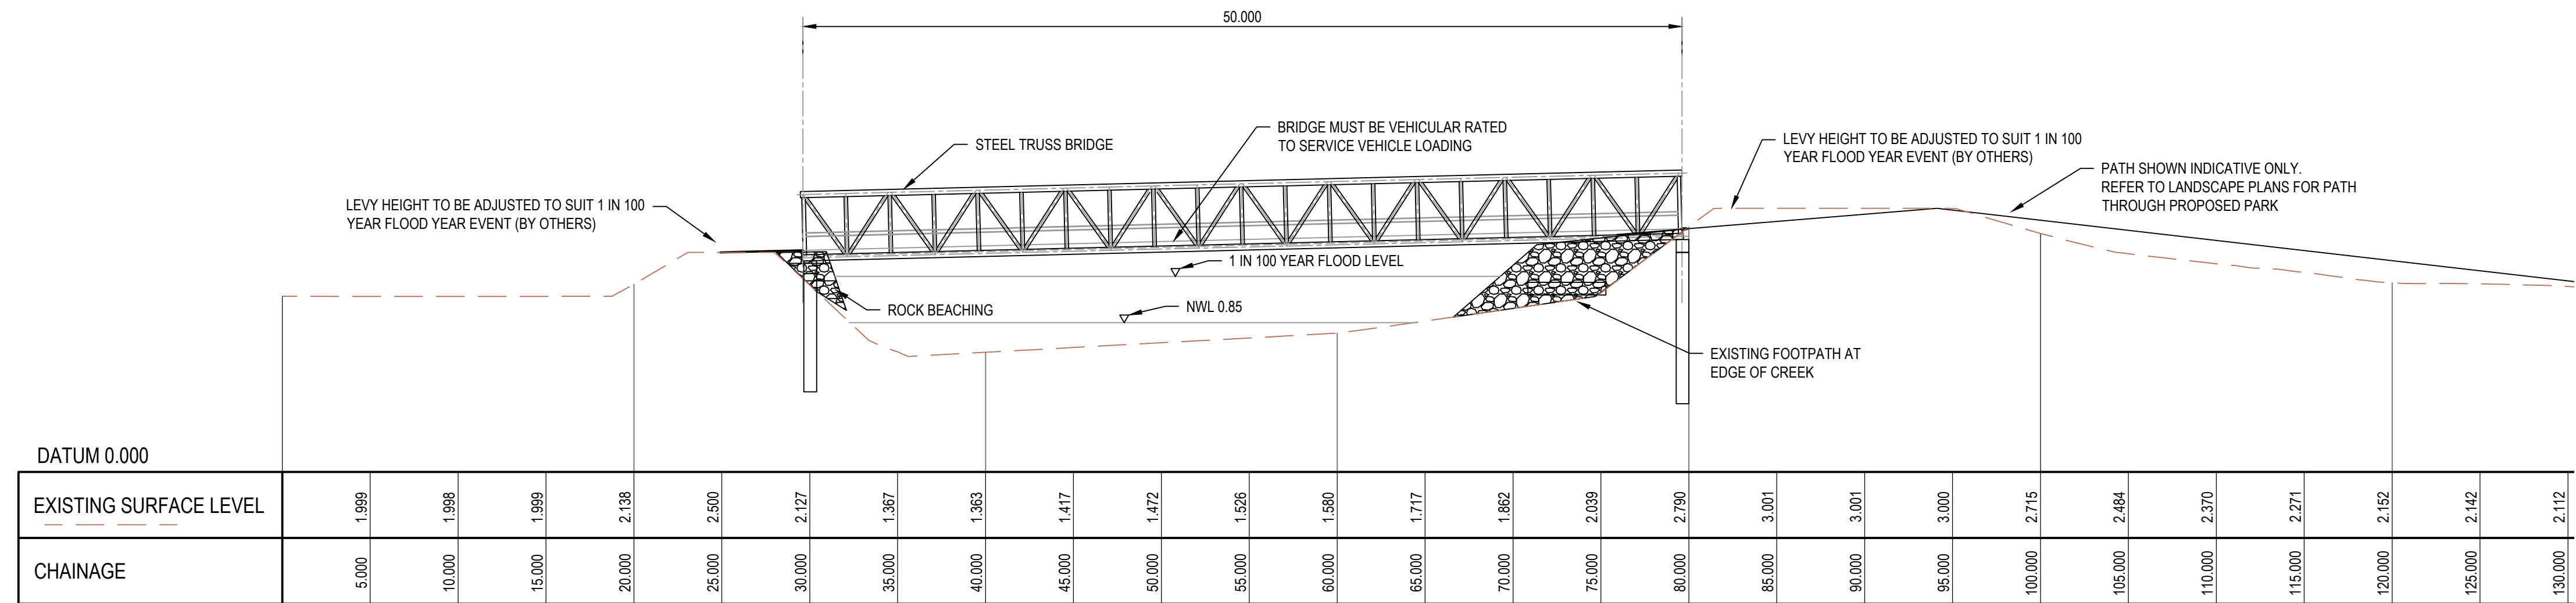 50.000
STEEL TRUSS BRIDGE
BRIDGE MUST BE VEHICULAR RATED
TO SERVICE VEHICLE LOADING
LEVY HEIGHT TO BE ADJUSTED TO SUIT 1 IN 100
YEAR FLOOD YEAR EVENT (BY OTHERS)
PATH SHOWN INDICATIVE ONLY.
REFER TO LANDSCAPE PLANS FOR PATH
THROUGH PROPOSED PARK
LEVY HEIGHT TO BE ADJUSTED TO SUIT 1 IN 100
YEAR FLOOD YEAR EVENT (BY OTHERS)
1 IN 100 YEAR FLOOD LEVEL
ROCK BEACHING
NWL 0.85
EXISTING FOOTPATH AT
EDGE OF CREEK
DATUM 0.000
EXISTING SURFACE LEVEL 1.999 1.998 1.999 2.138 2.500 2.127 1.367 1.363 1.417 1.472 1.526 1.580 1.717 1.862 2.039 2.790 3.001 3.001 3.000 2.715 2.484 2.370 2.271 2.152 2.142 2.112
CHAINAGE 5.000 10.000 15.000 20.000 25.000 30.000 35.000 40.000 45.000 50.000 55.000 60.000 65.000 70.000 75.000 80.000 85.000 90.000 95.000 100.000 105.000 110.000 115.000 120.000 125.000 130.000